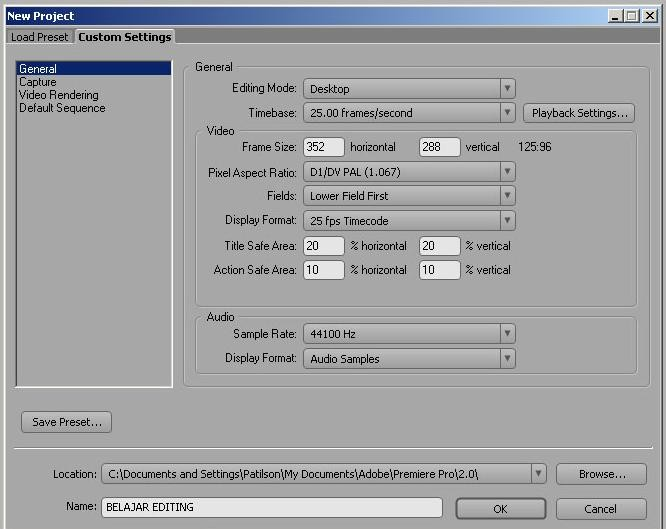 New Project
Load Preset Custom Settings
General
Capture
Video Rendering
Default Sequence
General
Editing Mode: Desktop
Timebase: 25.00 frames/second Playback Settings...
Video
Frame Size: 352 horizontal 288 vertical 125:96
Pixel Aspect Ratio: D1/DV PAL (1.067)
Fields: Lower Field First
Display Format: 25 fps Timecode
Title Safe Area: 20 % horizontal 20 % vertical
Action Safe Area: 10 % horizontal 10 % vertical
Audio
Sample Rate: 44100 Hz
Display Format: Audio Samples
Save Preset...
Location: C:\Documents and Settings\Patilson\My Documents\Adobe\Premiere Pro\2.0\ Browse...
Name: BELAJAR EDITING OK Cancel